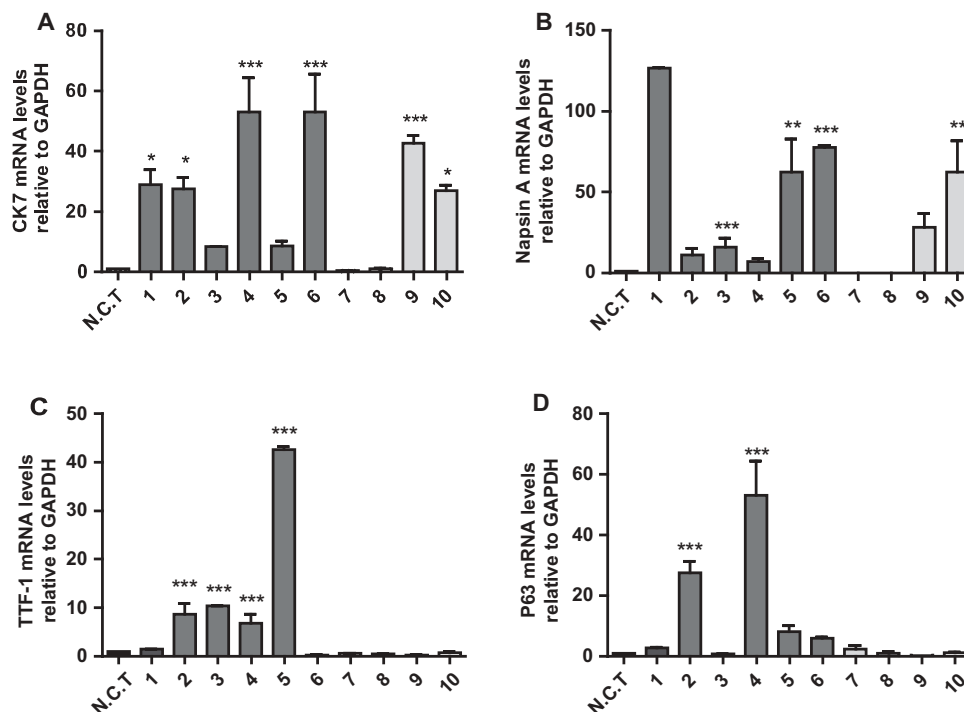 A
CK7 mRNA levels
relative to GAPDH
80
60
40
20
0
* * *** *** *** *
N.C.T 1 2 3 4 5 6 7 8 9 10
B
Napsin A mRNA levels
relative to GAPDH
150
100
50
0
*** ** *** **
N.C.T 1 2 3 4 5 6 7 8 9 10
C
TTF-1 mRNA levels
relative to GAPDH
50
40
30
20
10
0
*** *** *** ***
N.C.T 1 2 3 4 5 6 7 8 9 10
D
P63 mRNA levels
relative to GAPDH
80
60
40
20
0
*** ***
N.C.T 1 2 3 4 5 6 7 8 9 10